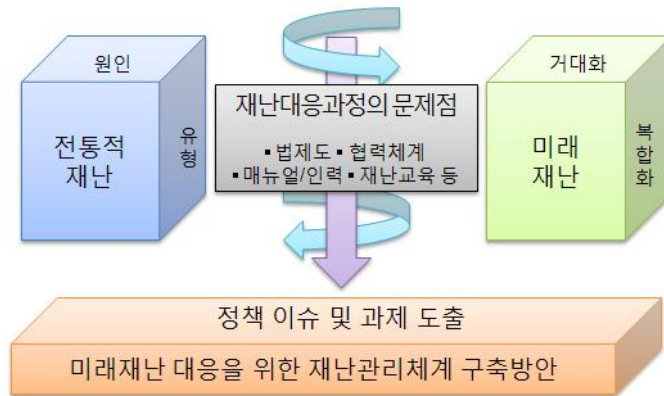 원인
전통적
재난
유형
재난대응과정의 문제점
▪ 법제도 ▪ 협력체계
▪ 매뉴얼/인력 ▪ 재난교육 등
거대화
미래
재난
복합화
정책 이슈 및 과제 도출
미래재난 대응을 위한 재난관리체계 구축방안